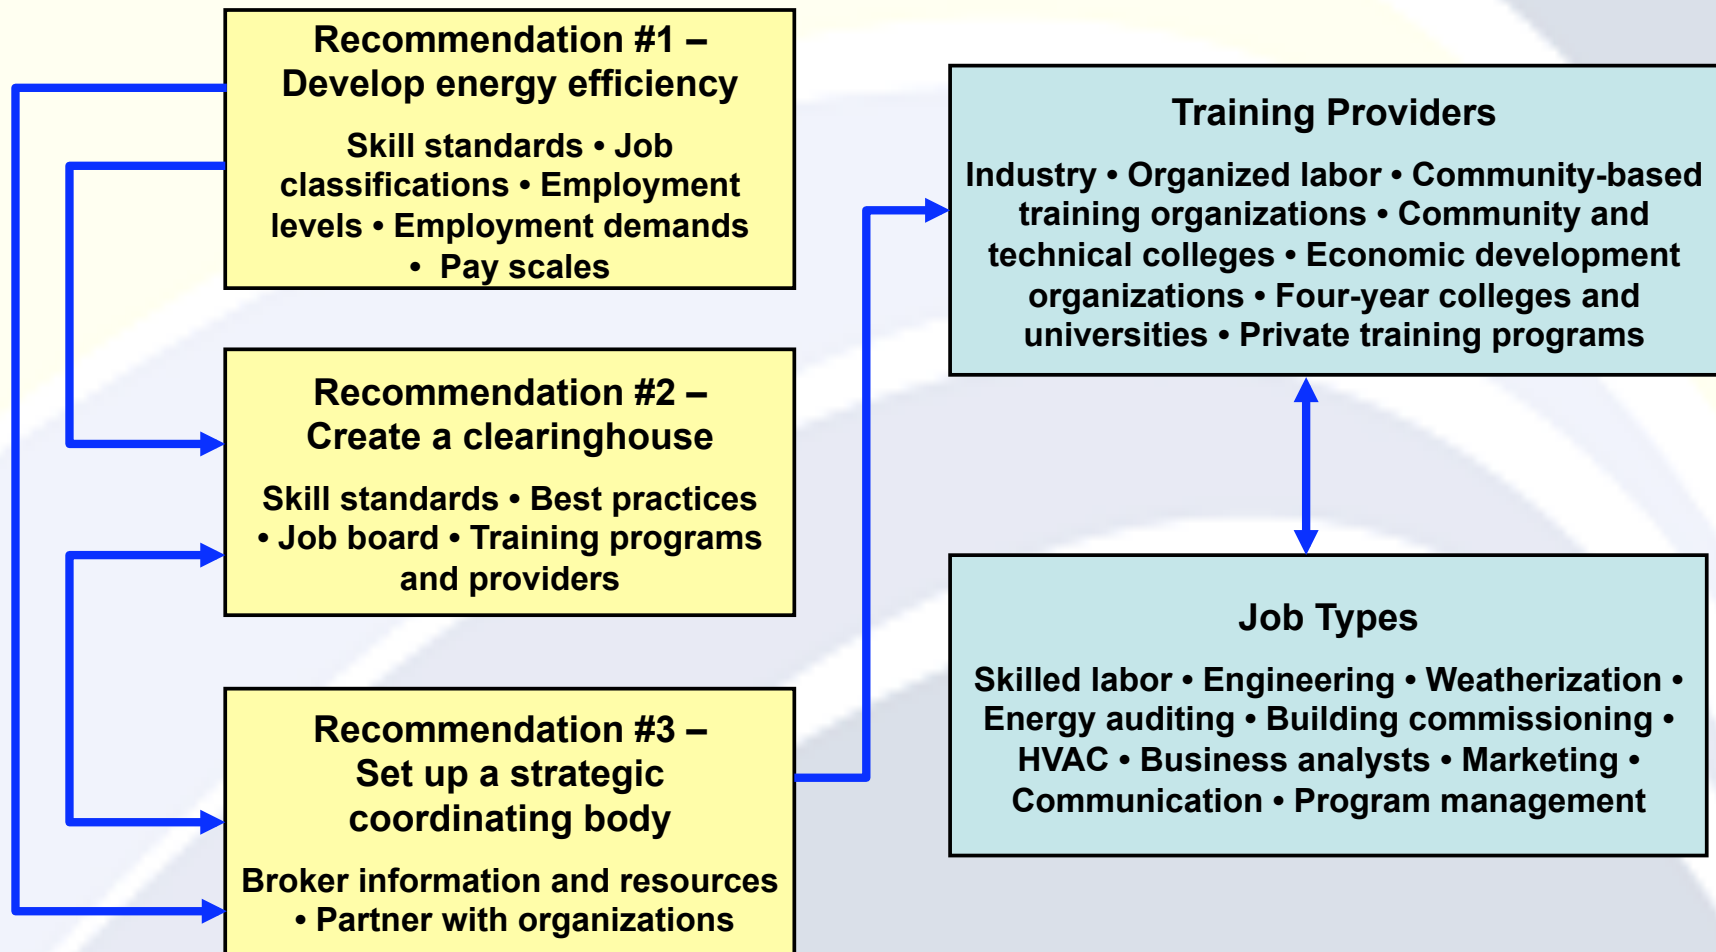 Recommendation #1 –
Develop energy efficiency
Skill standards • Job
classifications • Employment
levels • Employment demands
• Pay scales
Recommendation #2 –
Create a clearinghouse
Skill standards • Best practices
• Job board • Training programs
and providers
Recommendation #3 –
Set up a strategic
coordinating body
Broker information and resources
• Partner with organizations
Training Providers
Industry • Organized labor • Community-based
training organizations • Community and
technical colleges • Economic development
organizations • Four-year colleges and
universities • Private training programs
Job Types
Skilled labor • Engineering • Weatherization •
Energy auditing • Building commissioning •
HVAC • Business analysts • Marketing •
Communication • Program management